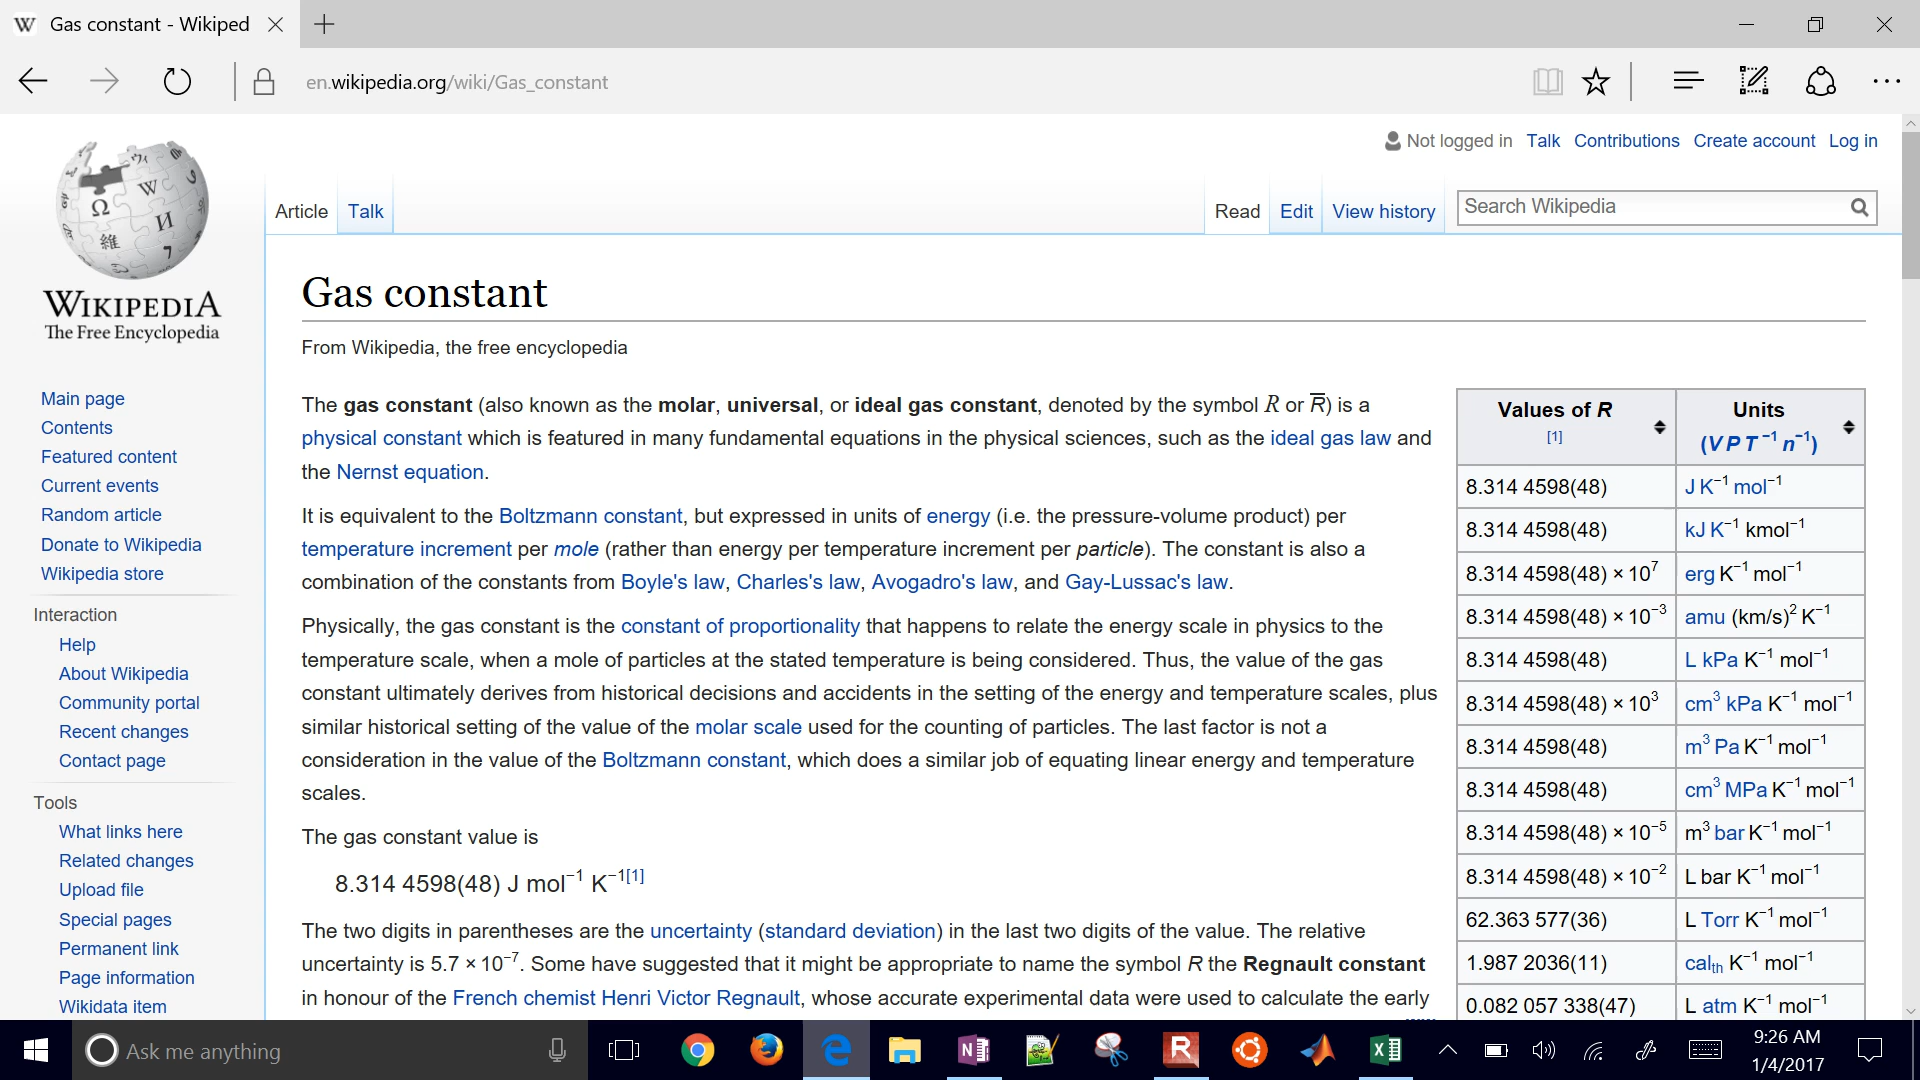 Gas constant - Wikiped
en.wikipedia.org/wiki/Gas_constant
Not logged in Talk Contributions Create account Log in
Article Talk Read Edit View history Search Wikipedia
WIKIPEDIA
The Free Encyclopedia
Main page
Contents
Featured content
Current events
Random article
Donate to Wikipedia
Wikipedia store
Interaction
Help
About Wikipedia
Community portal
Recent changes
Contact page
Tools
What links here
Related changes
Upload file
Special pages
Permanent link
Page information
Wikidata item
Gas constant
From Wikipedia, the free encyclopedia
The gas constant (also known as the molar, universal, or ideal gas constant, denoted by the symbol R or R̅) is a
physical constant which is featured in many fundamental equations in the physical sciences, such as the ideal gas law and
the Nernst equation.
It is equivalent to the Boltzmann constant, but expressed in units of energy (i.e. the pressure-volume product) per
temperature increment per mole (rather than energy per temperature increment per particle). The constant is also a
combination of the constants from Boyle's law, Charles's law, Avogadro's law, and Gay-Lussac's law.
Physically, the gas constant is the constant of proportionality that happens to relate the energy scale in physics to the
temperature scale, when a mole of particles at the stated temperature is being considered. Thus, the value of the gas
constant ultimately derives from historical decisions and accidents in the setting of the energy and temperature scales, plus
similar historical setting of the value of the molar scale used for the counting of particles. The last factor is not a
consideration in the value of the Boltzmann constant, which does a similar job of equating linear energy and temperature
scales.
The gas constant value is
8.314 4598(48) J mol⁻¹ K⁻¹[1]
The two digits in parentheses are the uncertainty (standard deviation) in the last two digits of the value. The relative
uncertainty is 5.7 × 10⁻⁷. Some have suggested that it might be appropriate to name the symbol R the Regnault constant
in honour of the French chemist Henri Victor Regnault, whose accurate experimental data were used to calculate the early
Values of R [1] Units (V P T⁻¹ n⁻¹)
8.314 4598(48) J K⁻¹ mol⁻¹
8.314 4598(48) kJ K⁻¹ kmol⁻¹
8.314 4598(48) × 10⁷ erg K⁻¹ mol⁻¹
8.314 4598(48) × 10⁻³ amu (km/s)² K⁻¹
8.314 4598(48) L kPa K⁻¹ mol⁻¹
8.314 4598(48) × 10³ cm³ kPa K⁻¹ mol⁻¹
8.314 4598(48) m³ Pa K⁻¹ mol⁻¹
8.314 4598(48) cm³ MPa K⁻¹ mol⁻¹
8.314 4598(48) × 10⁻⁵ m³ bar K⁻¹ mol⁻¹
8.314 4598(48) × 10⁻² L bar K⁻¹ mol⁻¹
62.363 577(36) L Torr K⁻¹ mol⁻¹
1.987 2036(11) calₜₕ K⁻¹ mol⁻¹
0.082 057 338(47) L atm K⁻¹ mol⁻¹
Ask me anything
9:26 AM
1/4/2017